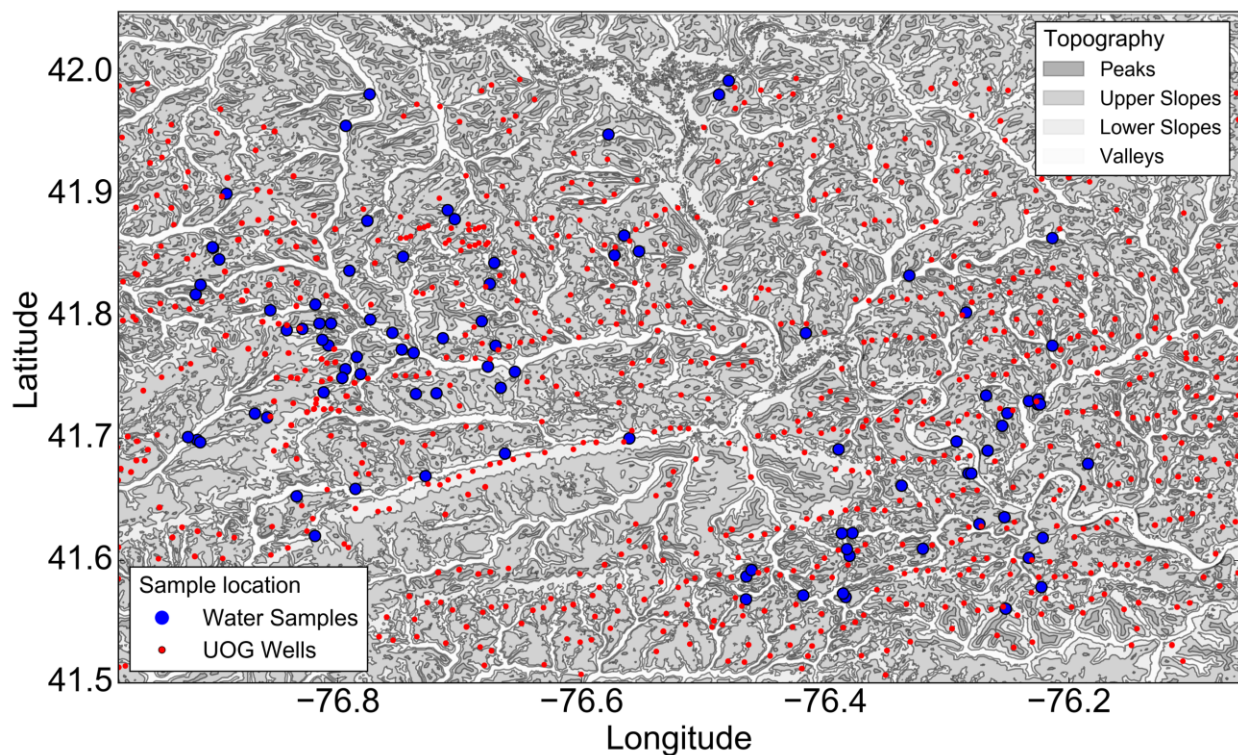 Topography
Peaks
Upper Slopes
Lower Slopes
Valleys
42.0
41.9
41.8
41.7
41.6
41.5
Latitude
Sample location
Water Samples
UOG Wells
−76.8
−76.6
−76.4
−76.2
Longitude